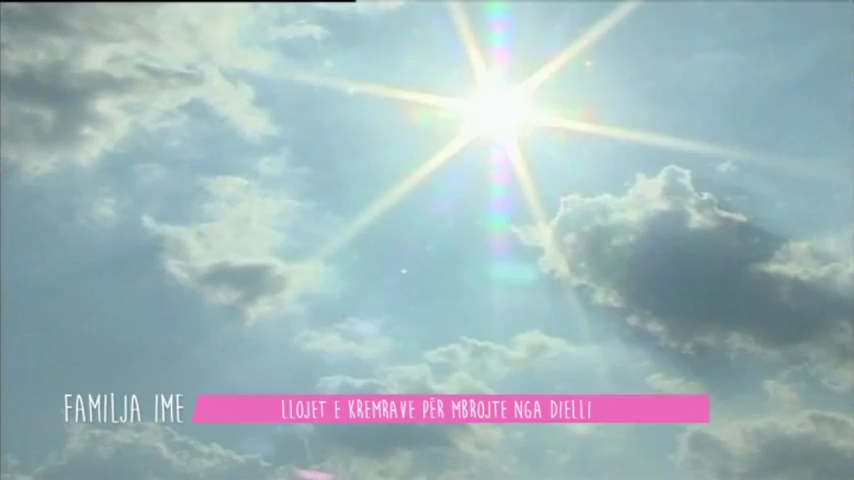 FAMILJA IME
LLOJET E KREMRAVE PËR MBROJTE NGA DIELLI